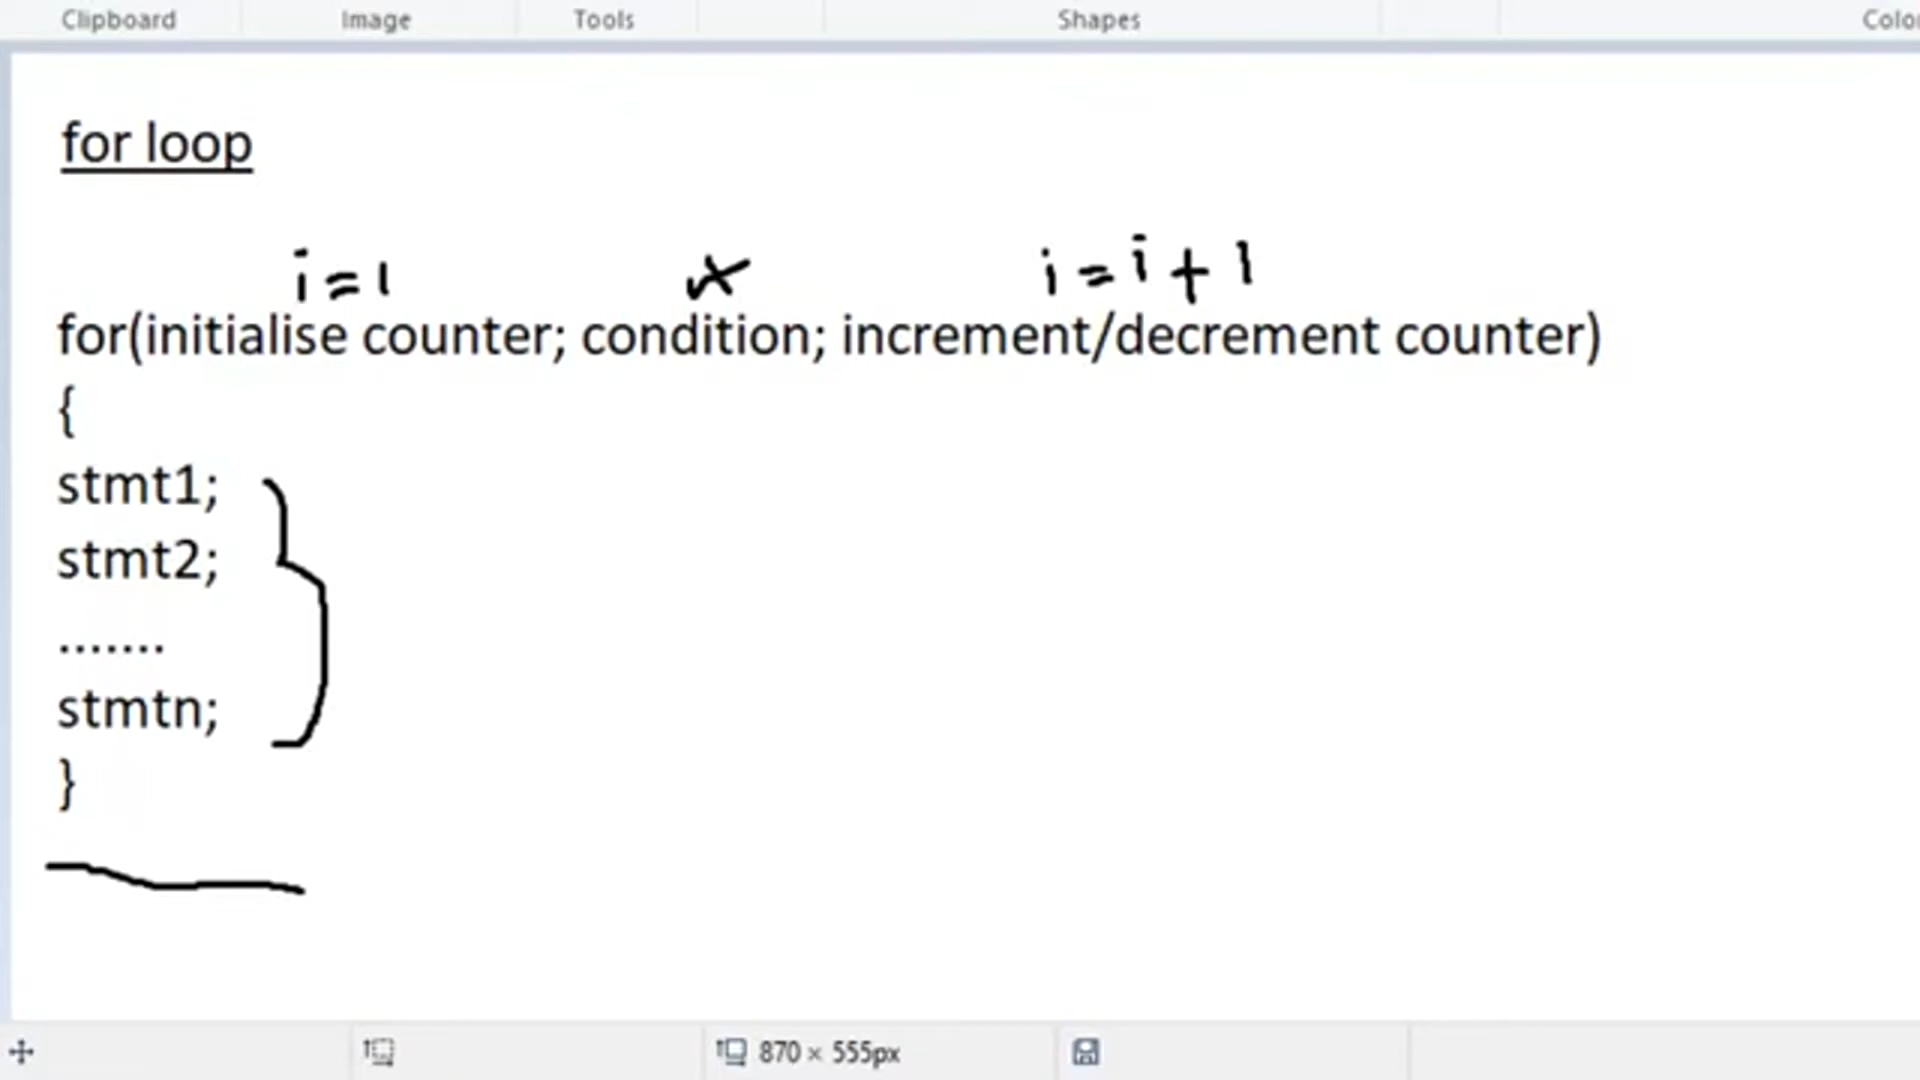 Clipboard Image Tools Shapes
for loop
i = 1 i = i + 1
for(initialise counter; condition; increment/decrement counter)
{
stmt1;
stmt2;
.......
stmtn;
}
870 × 555px